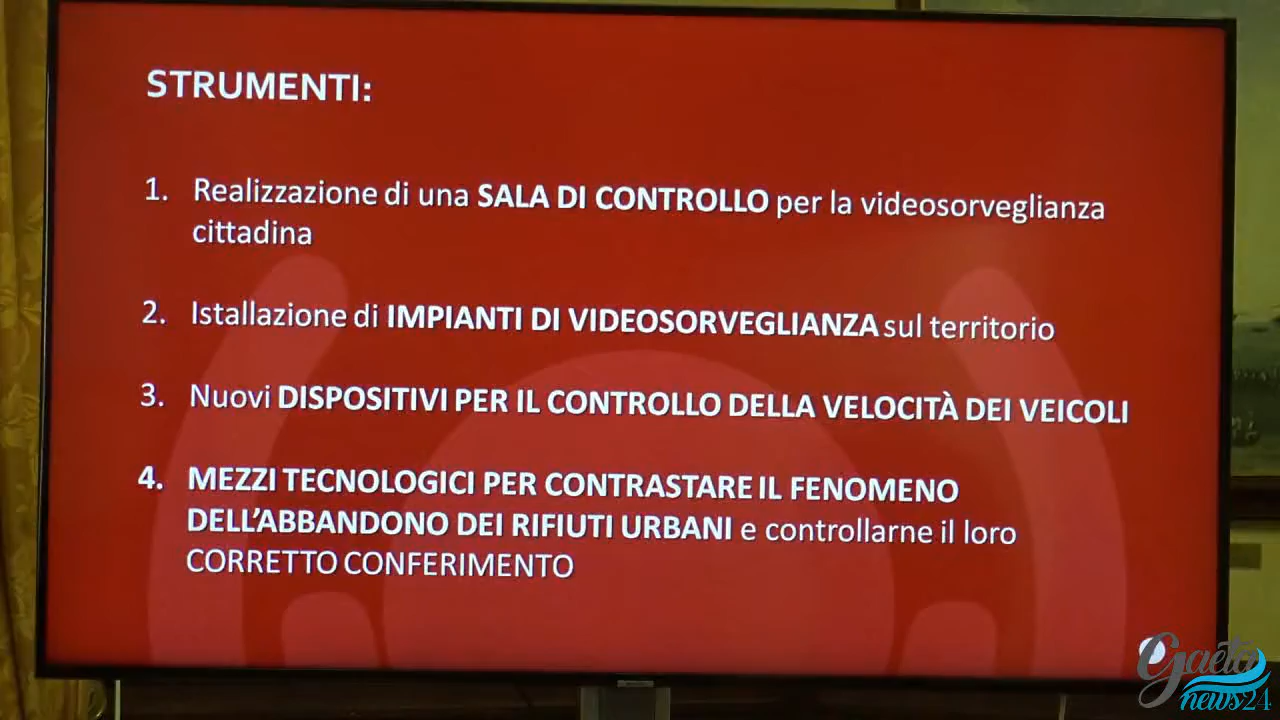 STRUMENTI:
1. Realizzazione di una SALA DI CONTROLLO per la videosorveglianza
cittadina
2. Istallazione di IMPIANTI DI VIDEOSORVEGLIANZA sul territorio
3. Nuovi DISPOSITIVI PER IL CONTROLLO DELLA VELOCITÀ DEI VEICOLI
4. MEZZI TECNOLOGICI PER CONTRASTARE IL FENOMENO
DELL'ABBANDONO DEI RIFIUTI URBANI e controllarne il loro
CORRETTO CONFERIMENTO
Gaeta
news24